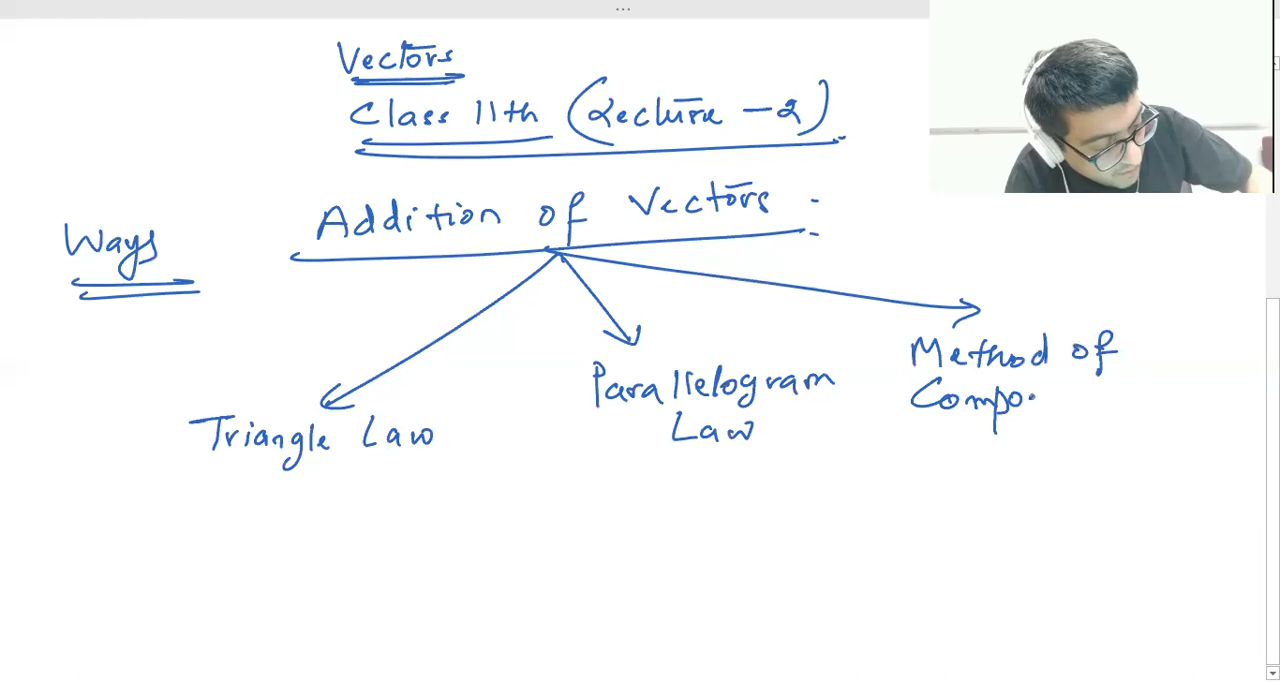 Vectors
Class 11th (Lecture - 2)
Addition of Vectors :
Ways
Triangle Law
Parallelogram
Law
Method of
Compo